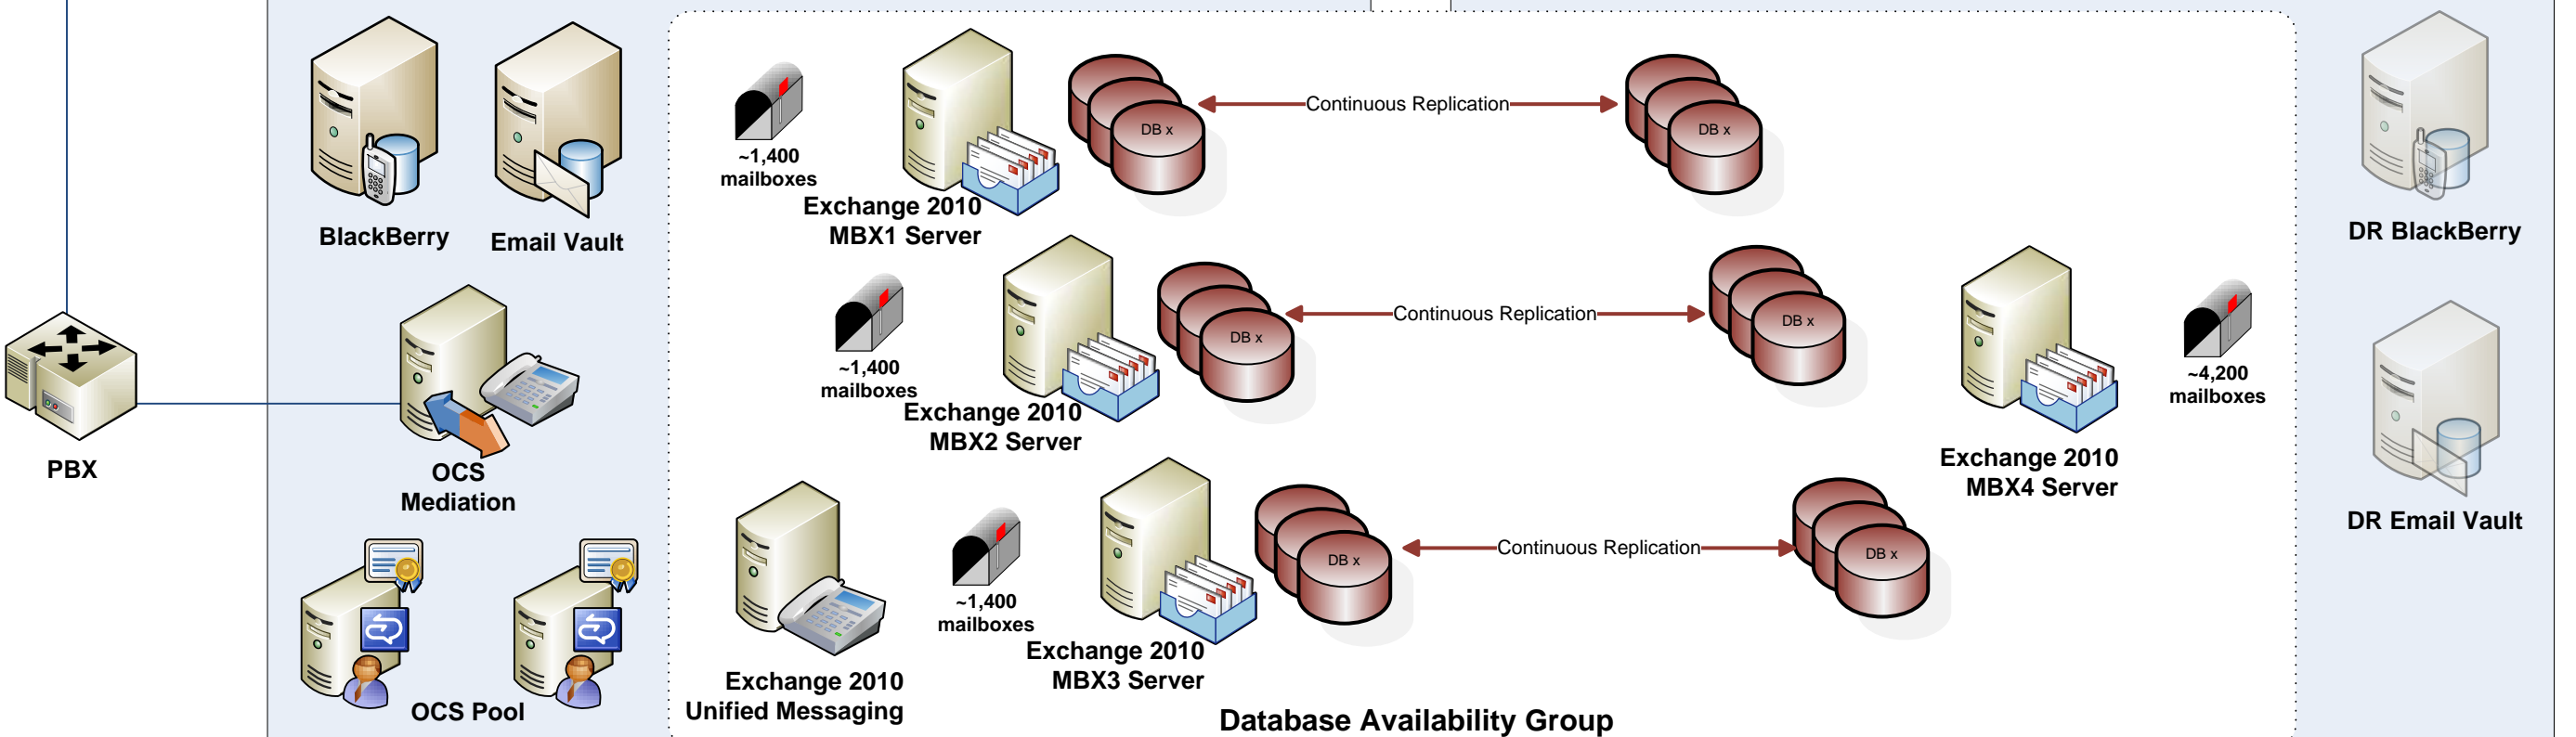 BlackBerry
Email Vault
PBX
OCS
Mediation
OCS Pool
~1,400
mailboxes
Exchange 2010
MBX1 Server
DB x
Continuous Replication
DB x
~1,400
mailboxes
Exchange 2010
MBX2 Server
DB x
Continuous Replication
DB x
Exchange 2010
MBX4 Server
~4,200
mailboxes
Exchange 2010
Unified Messaging
~1,400
mailboxes
Exchange 2010
MBX3 Server
DB x
Continuous Replication
DB x
Database Availability Group
DR BlackBerry
DR Email Vault